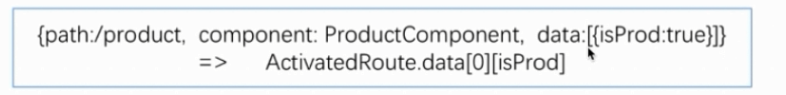 {path:/product, component: ProductComponent, data:[{isProd:true}]}
=> ActivatedRoute.data[0][isProd]